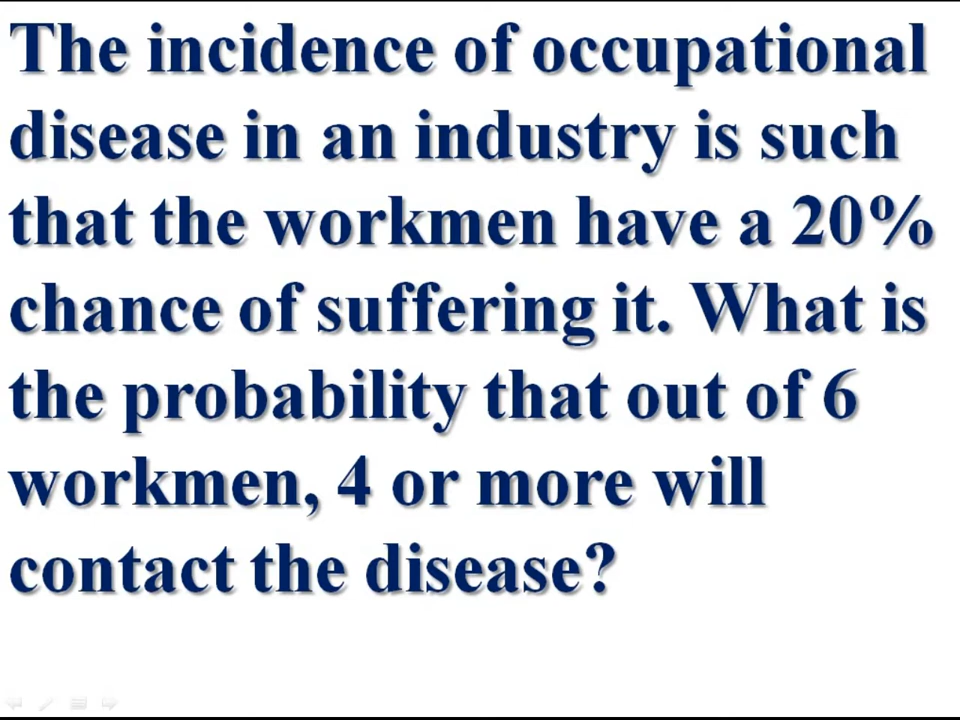 The incidence of occupational
disease in an industry is such
that the workmen have a 20%
chance of suffering it. What is
the probability that out of 6
workmen, 4 or more will
contact the disease?